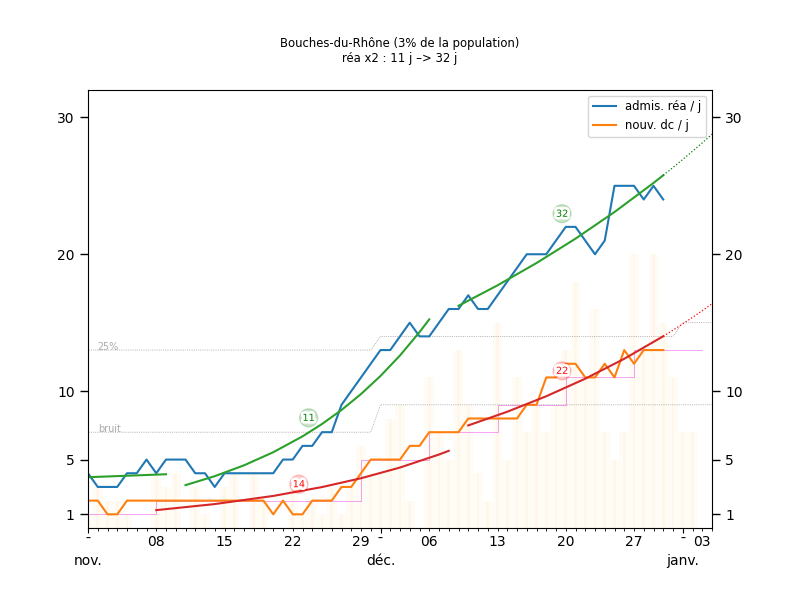 Bouches-du-Rhône (3% de la population)
réa x2 : 11 j –> 32 j
admis. réa / j
nouv. dc / j
30
30
32
20
20
25%
22
10
10
11
bruit
5
5
14
1
1
- 08 15 22 29 - 06 13 20 27 - 03
nov. déc. janv.